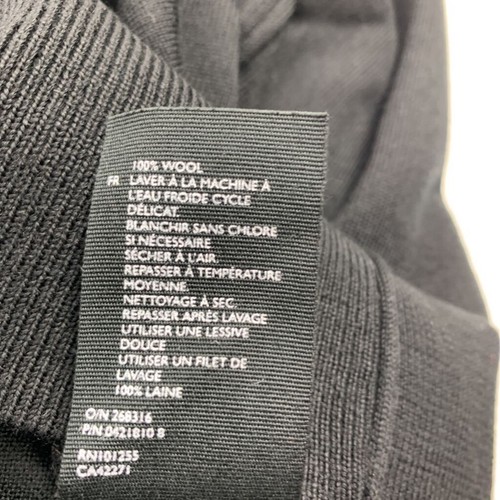 100% WOOL
FR LAVER À LA MACHINE À
L'EAU FROIDE CYCLE
DÉLICAT.
BLANCHIR SANS CHLORE
SI NÉCESSAIRE
SÉCHER À L'AIR.
REPASSER À TEMPÉRATURE
MOYENNE.
NETTOYAGE À SEC.
REPASSER APRÈS LAVAGE
UTILISER UNE LESSIVE
DOUCE
UTILISER UN FILET DE
LAVAGE
100% LAINE
O/N 268316
P/N 0421810 8
RN101255
CA42271